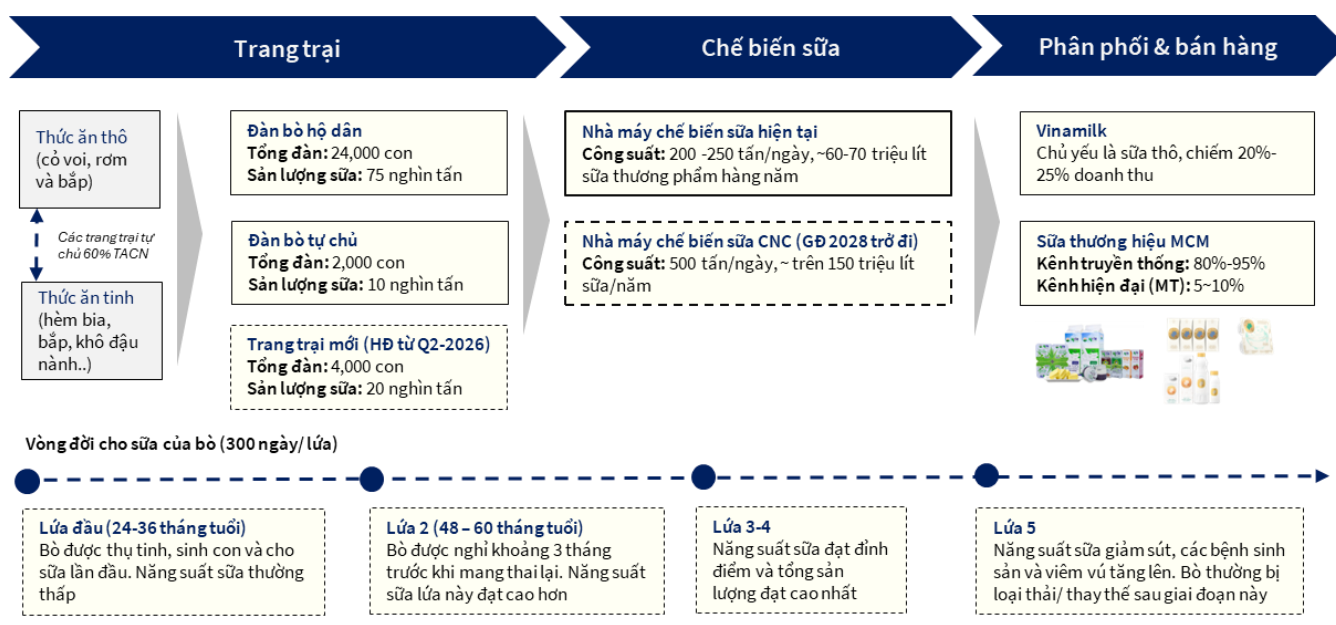 Trang trại
Chế biến sữa
Phân phối & bán hàng
Thức ăn thô
(cỏ voi, rơm
và bắp)
Các trang trại tự
chủ 60% TACN
Thức ăn tinh
(hèm bia,
bắp, khô đậu
nành..)
Đàn bò hộ dân
Tổng đàn: 24,000 con
Sản lượng sữa: 75 nghìn tấn
Đàn bò tự chủ
Tổng đàn: 2,000 con
Sản lượng sữa: 10 nghìn tấn
Trang trại mới (HĐ từ Q2-2026)
Tổng đàn: 4,000 con
Sản lượng sữa: 20 nghìn tấn
Nhà máy chế biến sữa hiện tại
Công suất: 200 -250 tấn/ngày, ~60-70 triệu lít
sữa thương phẩm hàng năm
Nhà máy chế biến sữa CNC (GĐ 2028 trở đi)
Công suất: 500 tấn/ngày, ~ trên 150 triệu lít
sữa/năm
Vinamilk
Chủ yếu là sữa thô, chiếm 20%-
25% doanh thu
Sữa thương hiệu MCM
Kênh truyền thống: 80%-95%
Kênh hiện đại (MT): 5~10%
Vòng đời cho sữa của bò (300 ngày/ lứa)
Lứa đầu (24-36 tháng tuổi)
Bò được thụ tinh, sinh con và cho
sữa lần đầu. Năng suất sữa thường
thấp
Lứa 2 (48 – 60 tháng tuổi)
Bò được nghỉ khoảng 3 tháng
trước khi mang thai lại. Năng suất
sữa lứa này đạt cao hơn
Lứa 3-4
Năng suất sữa đạt đỉnh
điểm và tổng sản
lượng đạt cao nhất
Lứa 5
Năng suất sữa giảm sút, các bệnh sinh
sản và viêm vú tăng lên. Bò thường bị
loại thải/ thay thế sau giai đoạn này